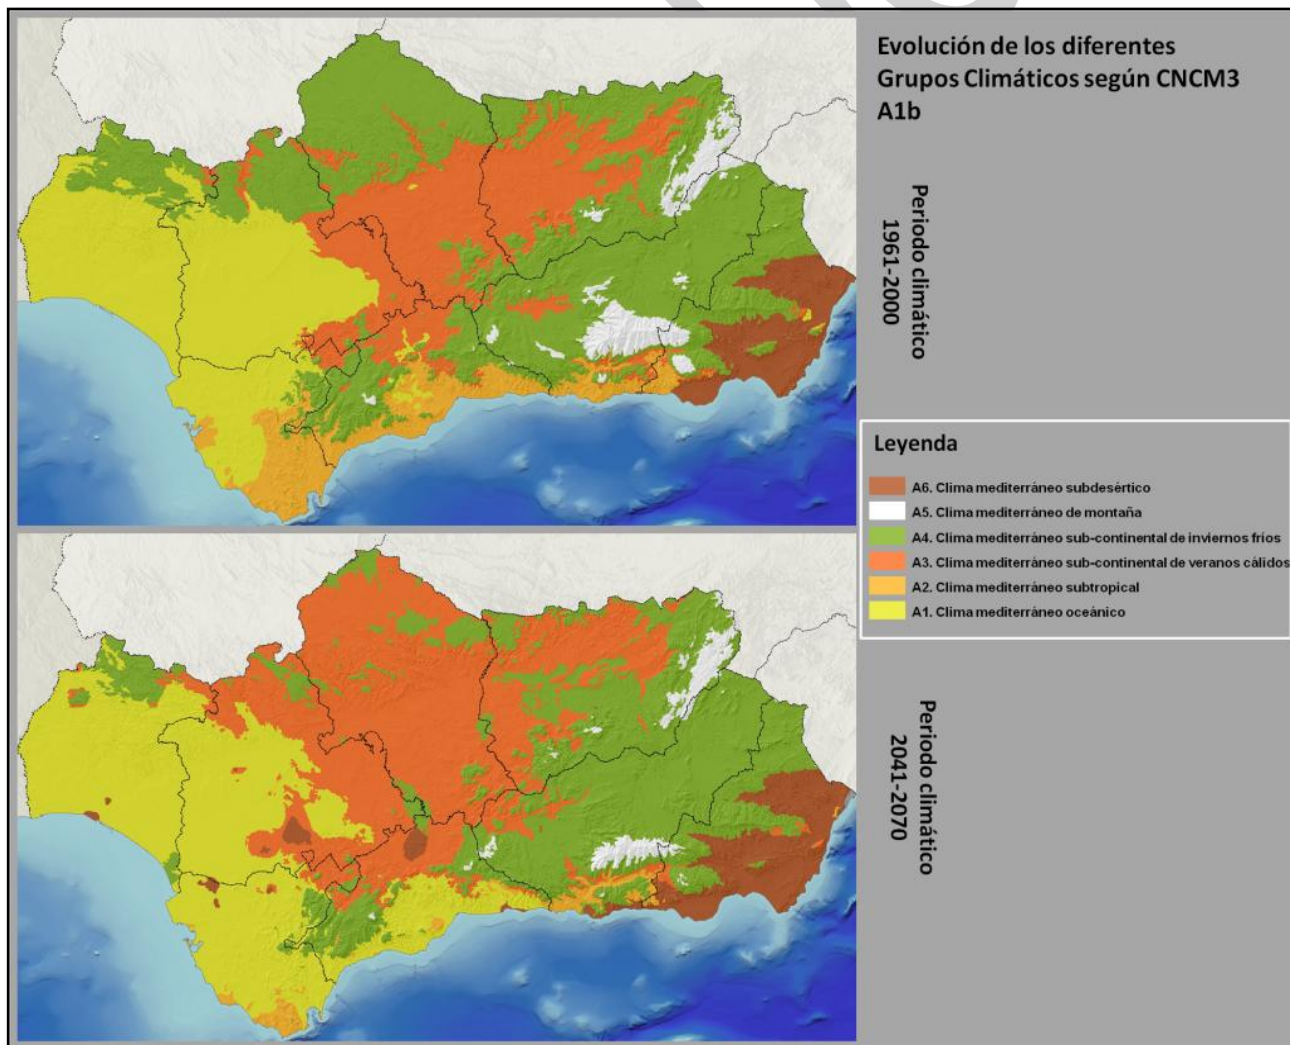 Evolución de los diferentes
Grupos Climáticos según CNCM3
A1b
Periodo climático
1961-2000
Leyenda
A6. Clima mediterráneo subdesértico
A5. Clima mediterráneo de montaña
A4. Clima mediterráneo sub-continental de inviernos fríos
A3. Clima mediterráneo sub-continental de veranos cálidos
A2. Clima mediterráneo subtropical
A1. Clima mediterráneo oceánico
Periodo climático
2041-2070